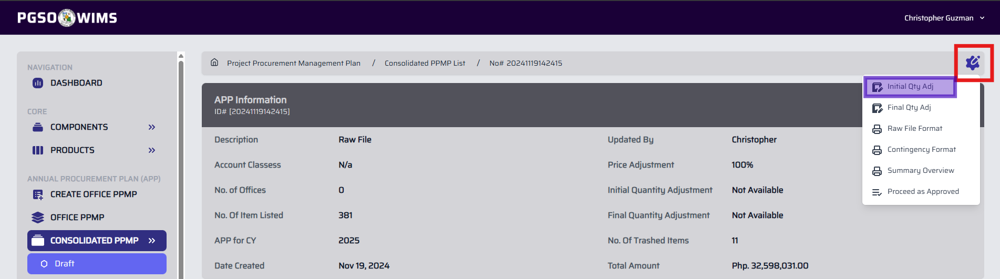 PGSO WIMS
Christopher Guzman
NAVIGATION
DASHBOARD
CORE
COMPONENTS
PRODUCTS
ANNUAL PROCUREMENT PLAN (APP)
CREATE OFFICE PPMP
OFFICE PPMP
CONSOLIDATED PPMP
Draft
Project Procurement Management Plan / Consolidated PPMP List / No# 20241119142415
Initial Qty Adj
Final Qty Adj
Raw File Format
Contingency Format
Summary Overview
Proceed as Approved
APP Information
ID# [20241119142415]
Description Raw File
Account Classess N/a
No. of Offices 0
No. Of Item Listed 381
APP for CY 2025
Date Created Nov 19, 2024
Updated By Christopher
Price Adjustment 100%
Initial Quantity Adjustment Not Available
Final Quantity Adjustment Not Available
No. Of Trashed Items 11
Total Amount Php. 32,598,031.00